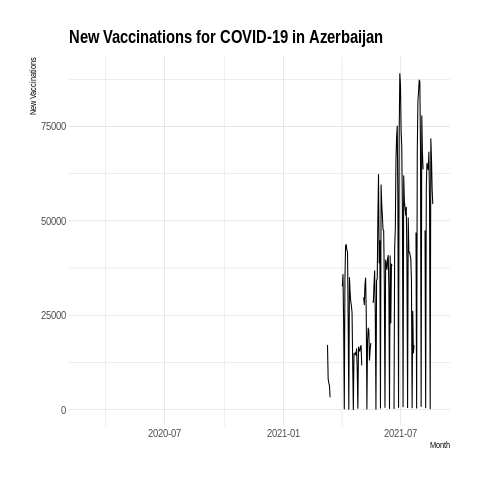 New Vaccinations for COVID-19 in Azerbaijan
New Vaccinations
75000
50000
25000
0
2020-07
2021-01
2021-07
Month